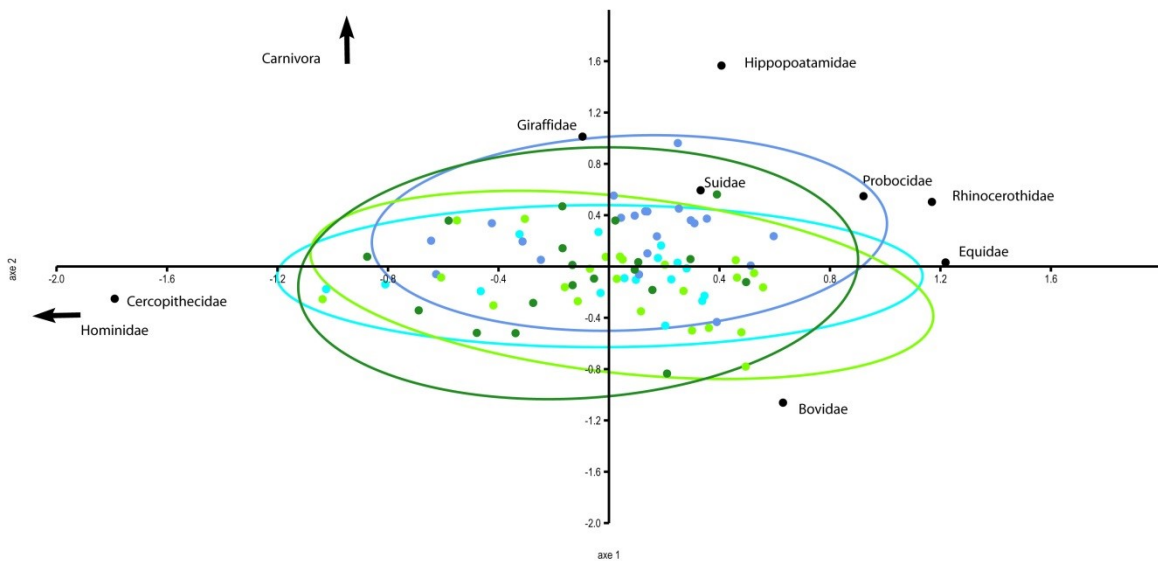 Carnivora
1.6
Hippopoatamidae
1.2
Giraffidae
0.8
Suidae
Probocidae
Rhinocerothidae
0.4
Equidae
-2.0 -1.6 -1.2 -0.8 -0.4 0.4 0.8 1.2 1.6
axe 2
Cercopithecidae
Hominidae
-0.4
-0.8
Bovidae
-1.2
-1.6
-2.0
axe 1